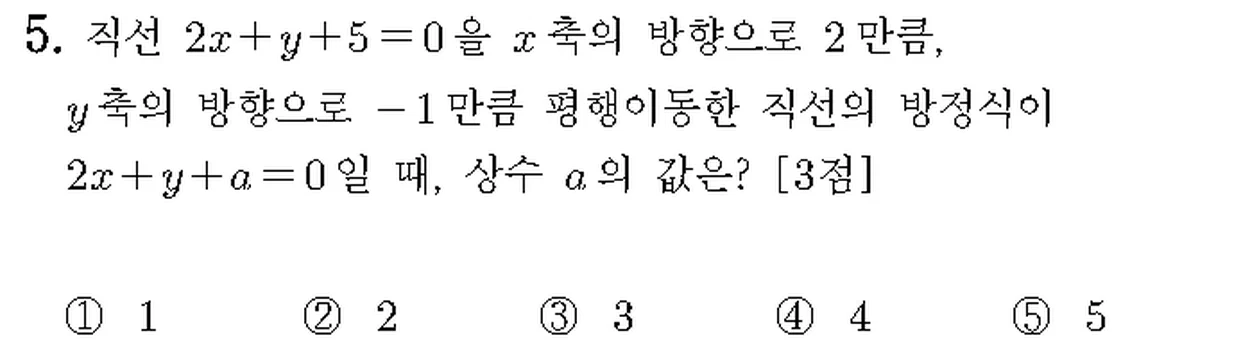 5. 직선 2x+y+5=0을 x축의 방향으로 2만큼,
y축의 방향으로 -1만큼 평행이동한 직선의 방정식이
2x+y+a=0일 때, 상수 a의 값은? [3점]
① 1 ② 2 ③ 3 ④ 4 ⑤ 5